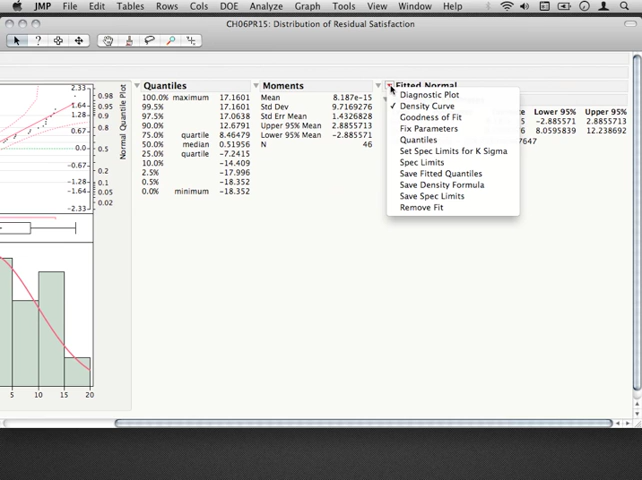 JMP File Edit Tables Rows Cols DOE Analyze Graph Tools View Window Help
CH06PR15: Distribution of Residual Satisfaction
Quantiles
100.0% maximum 17.1601
99.5% 17.1601
97.5% 17.0638
90.0% 12.6791
75.0% quartile 8.46479
50.0% median 0.51956
25.0% quartile -7.2415
10.0% -14.409
2.5% -17.996
0.5% -18.352
0.0% minimum -18.352
Moments
Mean 8.187e-15
Std Dev 9.7169276
Std Err Mean 1.4326828
Upper 95% Mean 2.8855713
Lower 95% Mean -2.885571
N 46
Fitted Normal
Diagnostic Plot
Density Curve
Goodness of Fit
Fix Parameters
Quantiles
Set Spec Limits for K Sigma
Spec Limits
Save Fitted Quantiles
Save Density Formula
Save Spec Limits
Remove Fit
Lower 95% Upper 95%
-2.885571 2.8855713
8.0595839 12.238692
7647
2.33
1.64
1.28
0.67
0.0
-0.67
-1.28
-1.64
-2.33
0.98
0.95
0.9
0.8
0.5
0.2
0.1
0.05
0.02
Normal Quantile Plot
5 10 15 20